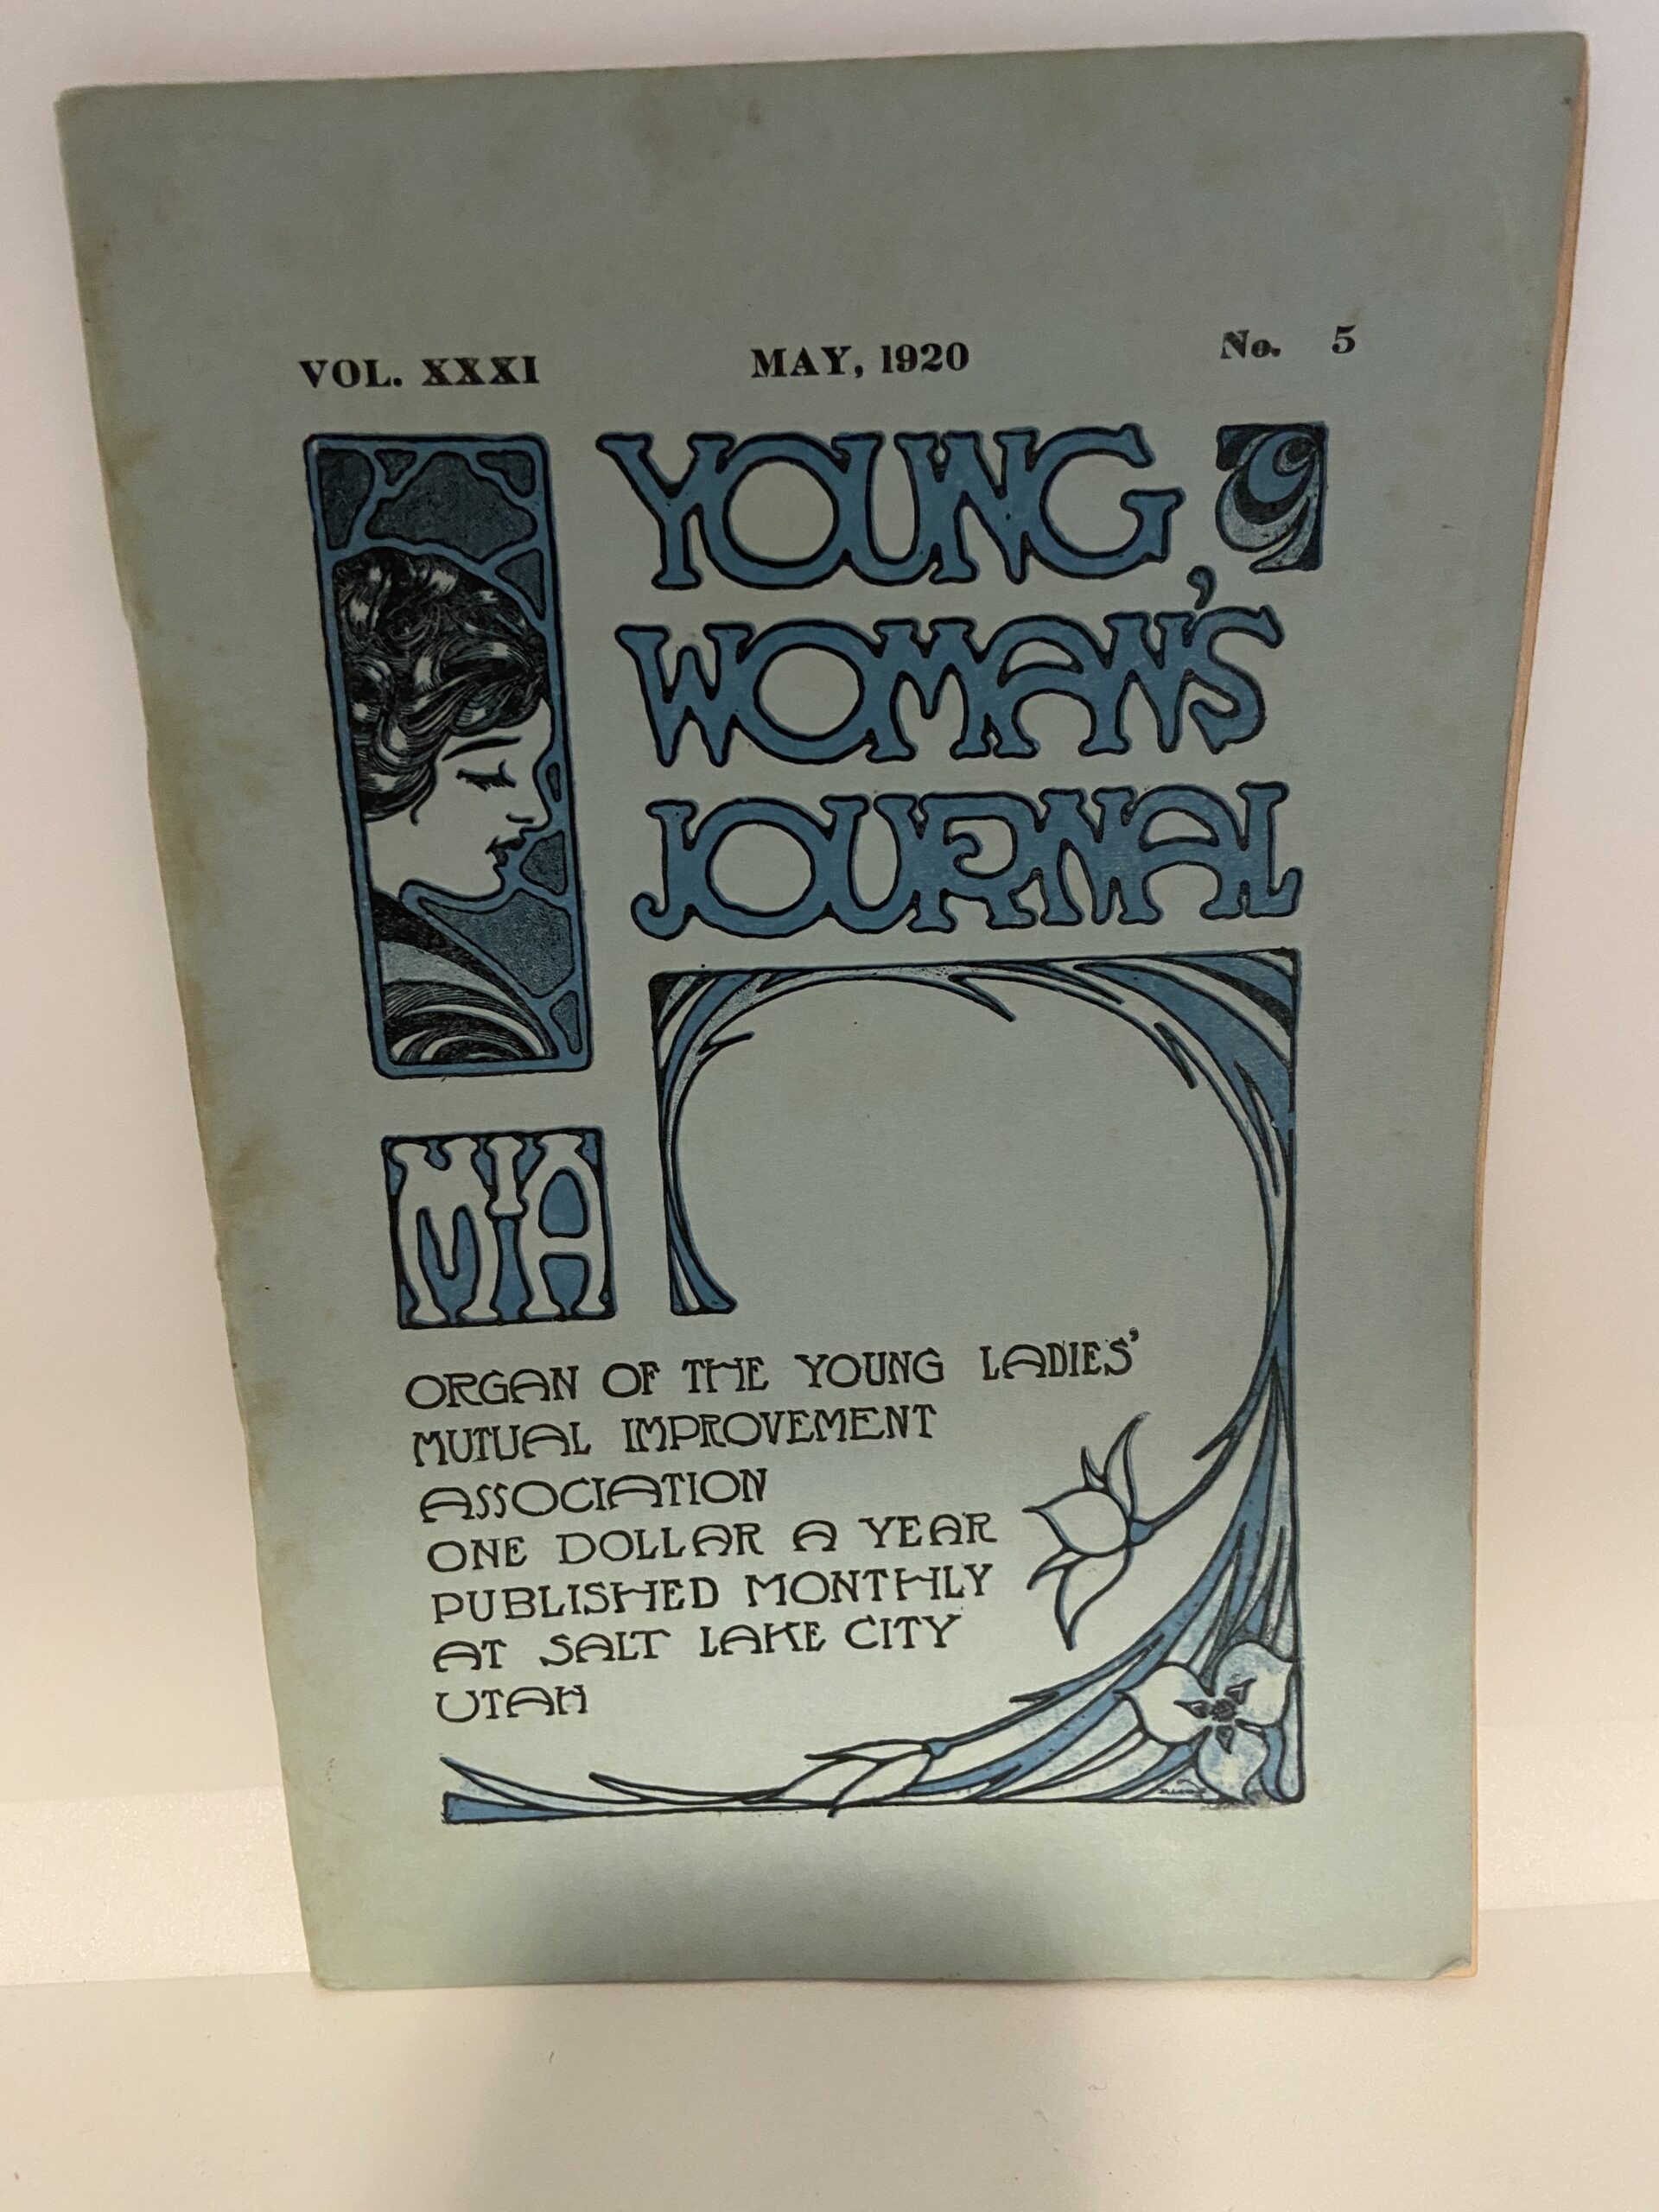 VOL. XXXI MAY, 1920 No. 5
YOUNG
WOMAN'S
JOURNAL
MIA
ORGAN OF THE YOUNG LADIES'
MUTUAL IMPROVEMENT
ASSOCIATION
ONE DOLLAR A YEAR
PUBLISHED MONTHLY
AT SALT LAKE CITY
UTAH